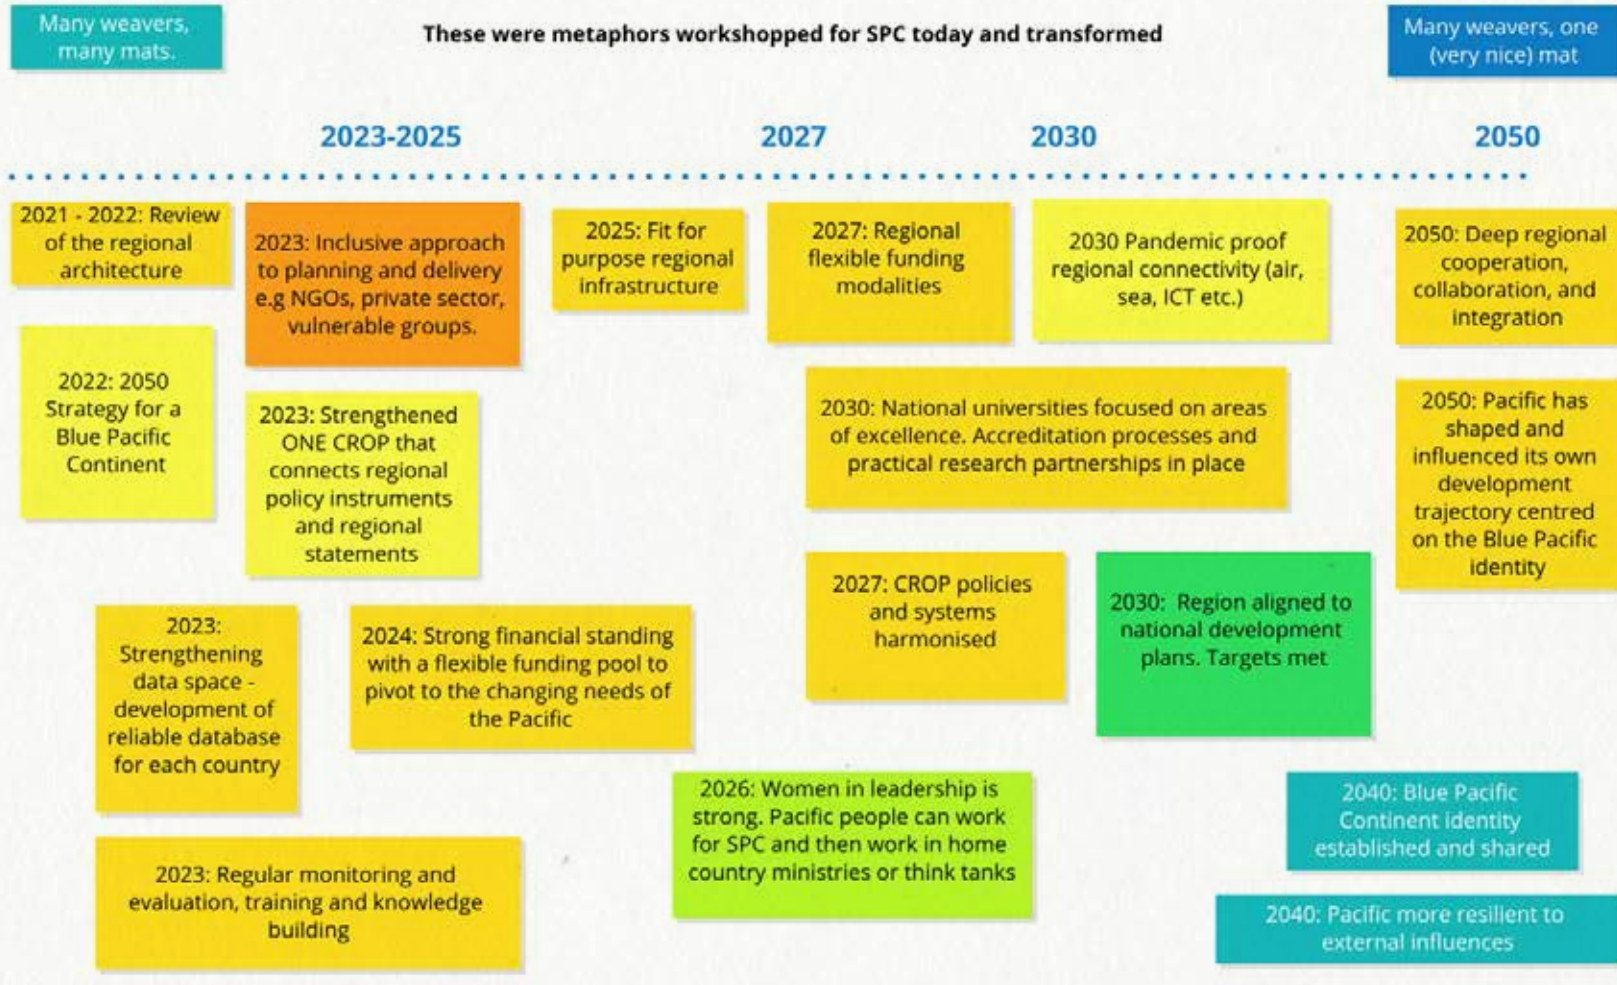 Many weavers,
many mats.
These were metaphors workshopped for SPC today and transformed
Many weavers, one
(very nice) mat
2023-2025
2027
2030
2050
2021 - 2022: Review
of the regional
architecture
2023: Inclusive approach
to planning and delivery
e.g NGOs, private sector,
vulnerable groups.
2025: Fit for
purpose regional
infrastructure
2027: Regional
flexible funding
modalities
2030 Pandemic proof
regional connectivity (air,
sea, ICT etc.)
2050: Deep regional
cooperation,
collaboration, and
integration
2022: 2050
Strategy for a
Blue Pacific
Continent
2023: Strengthened
ONE CROP that
connects regional
policy instruments
and regional
statements
2030: National universities focused on areas
of excellence. Accreditation processes and
practical research partnerships in place
2050: Pacific has
shaped and
influenced its own
development
trajectory centred
on the Blue Pacific
identity
2023:
Strengthening
data space -
development of
reliable database
for each country
2024: Strong financial standing
with a flexible funding pool to
pivot to the changing needs of
the Pacific
2027: CROP policies
and systems
harmonised
2030:  Region aligned to
national development
plans. Targets met
2026: Women in leadership is
strong. Pacific people can work
for SPC and then work in home
country ministries or think tanks
2040: Blue Pacific
Continent identity
established and shared
2023: Regular monitoring and
evaluation, training and knowledge
building
2040: Pacific more resilient to
external influences